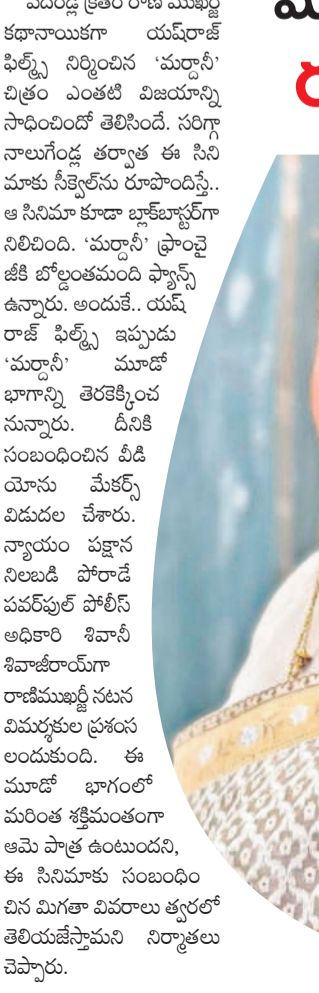 పదేండ్ల క్రితం రాణి ముఖర్జీ
కథానాయికగా యష్‌రాజ్
ఫిల్మ్స్ నిర్మించిన ‘మర్దానీ’
చిత్రం ఎంతటి విజయాన్ని
సాధించిందో తెలిసిందే. సరిగ్గా
నాలుగేండ్ల తర్వాత ఈ సిని
మాకు సీక్వెల్‌ను రూపొందిస్తే..
ఆ సినిమా కూడా బ్లాక్‌బాస్టర్‌గా
నిలిచింది. ‘మర్దానీ’ ఫ్రాంచై
జీకి బోల్డంతమంది ఫ్యాన్స్
ఉన్నారు. అందుకే.. యష్
రాజ్ ఫిల్మ్స్ ఇప్పుడు
‘మర్దానీ’ మూడో
భాగాన్ని తెరకెక్కించ
నున్నారు. దీనికి
సంబంధించిన వీడి
యోను మేకర్స్
విడుదల చేశారు.
న్యాయం పక్షాన
నిలబడి పోరాడే
పవర్‌ఫుల్ పోలీస్
అధికారి శివానీ
శివాజీరాయ్‌గా
రాణిముఖర్జీ నటన
విమర్శకుల ప్రశంస
లందుకుంది. ఈ
మూడో భాగంలో
మరింత శక్తిమంతంగా
ఆమె పాత్ర ఉంటుందని,
ఈ సినిమాకు సంబంధిం
చిన మిగతా వివరాలు త్వరలో
తెలియజేస్తామని నిర్మాతలు
చెప్పారు.